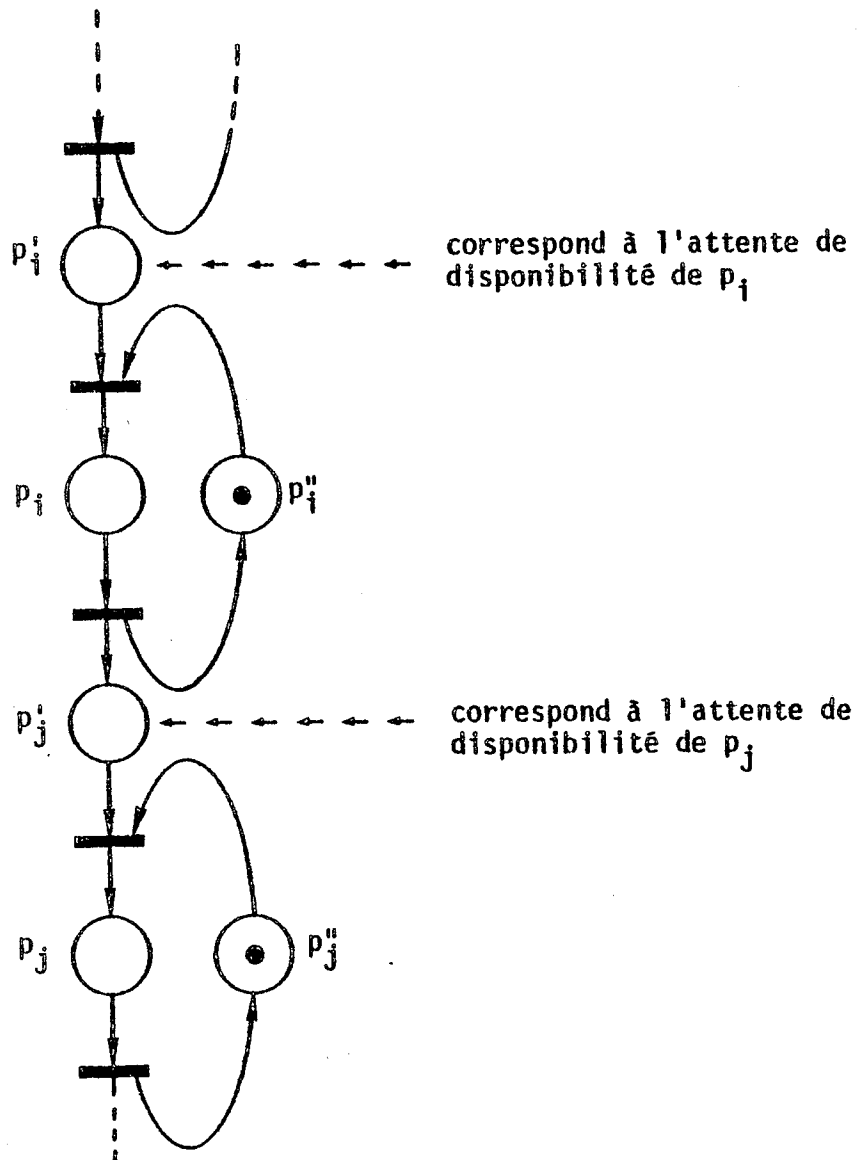 p'i
correspond à l'attente de
disponibilité de pi
pi
p"i
p'j
correspond à l'attente de
disponibilité de pj
pj
p"j